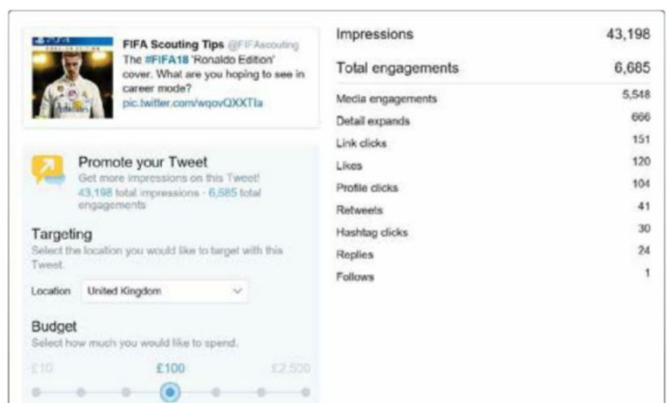 FIFA Scouting Tips @FIFAscouting
The #FIFA18 'Ronaldo Edition'
cover. What are you hoping to see in
career mode?
pic.twitter.com/wqovQXXTla
Promote your Tweet
Get more impressions on this Tweet!
43,198 total impressions · 6,685 total
engagements
Targeting
Select the location you would like to target with this
Tweet.
Location United Kingdom
Budget
Select how much you would like to spend.
£10 £100 £2,500
Impressions 43,198
Total engagements 6,685
Media engagements 5,548
Detail expands 666
Link clicks 151
Likes 120
Profile clicks 104
Retweets 41
Hashtag clicks 30
Replies 24
Follows 1